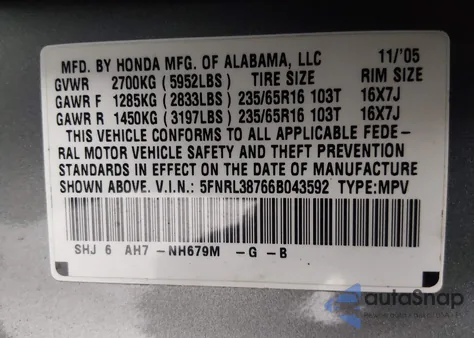 MFD. BY HONDA MFG. OF ALABAMA, LLC 11/'05
GVWR 2700KG (5952LBS) TIRE SIZE RIM SIZE
GAWR F 1285KG (2833LBS) 235/65R16 103T 16X7J
GAWR R 1450KG (3197LBS) 235/65R16 103T 16X7J
THIS VEHICLE CONFORMS TO ALL APPLICABLE FEDE-
RAL MOTOR VEHICLE SAFETY AND THEFT PREVENTION
STANDARDS IN EFFECT ON THE DATE OF MANUFACTURE
SHOWN ABOVE. V.I.N: 5FNRL38766B043592 TYPE:MPV
SHJ 6 AH7 -NH679M -G -B
autoSnap